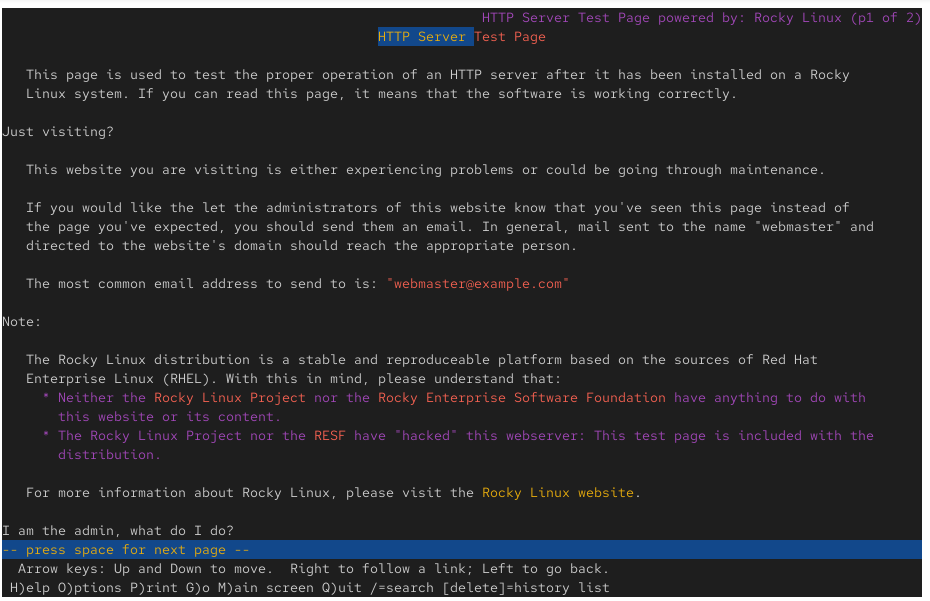 HTTP Server Test Page powered by: Rocky Linux (p1 of 2)
HTTP Server Test Page
This page is used to test the proper operation of an HTTP server after it has been installed on a Rocky
Linux system. If you can read this page, it means that the software is working correctly.
Just visiting?
This website you are visiting is either experiencing problems or could be going through maintenance.
If you would like the let the administrators of this website know that you've seen this page instead of
the page you've expected, you should send them an email. In general, mail sent to the name "webmaster" and
directed to the website's domain should reach the appropriate person.
The most common email address to send to is: "webmaster@example.com"
Note:
The Rocky Linux distribution is a stable and reproduceable platform based on the sources of Red Hat
Enterprise Linux (RHEL). With this in mind, please understand that:
* Neither the Rocky Linux Project nor the Rocky Enterprise Software Foundation have anything to do with
this website or its content.
* The Rocky Linux Project nor the RESF have "hacked" this webserver: This test page is included with the
distribution.
For more information about Rocky Linux, please visit the Rocky Linux website.
I am the admin, what do I do?
-- press space for next page --
Arrow keys: Up and Down to move.  Right to follow a link; Left to go back.
H)elp O)ptions P)rint G)o M)ain screen Q)uit /=search [delete]=history list